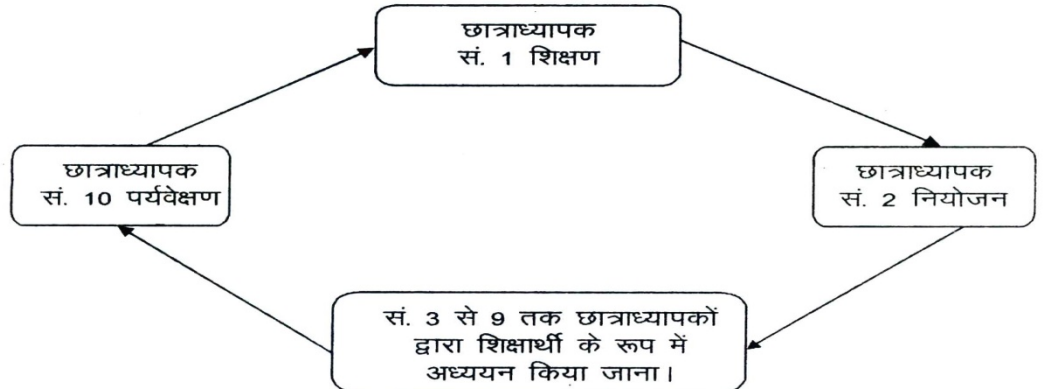 छात्राध्यापक
सं. 1 शिक्षण
छात्राध्यापक
सं. 10 पर्यवेक्षण
छात्राध्यापक
सं. 2 नियोजन
सं. 3 से 9 तक छात्राध्यापकों
द्वारा शिक्षार्थी के रूप में
अध्ययन किया जाना।